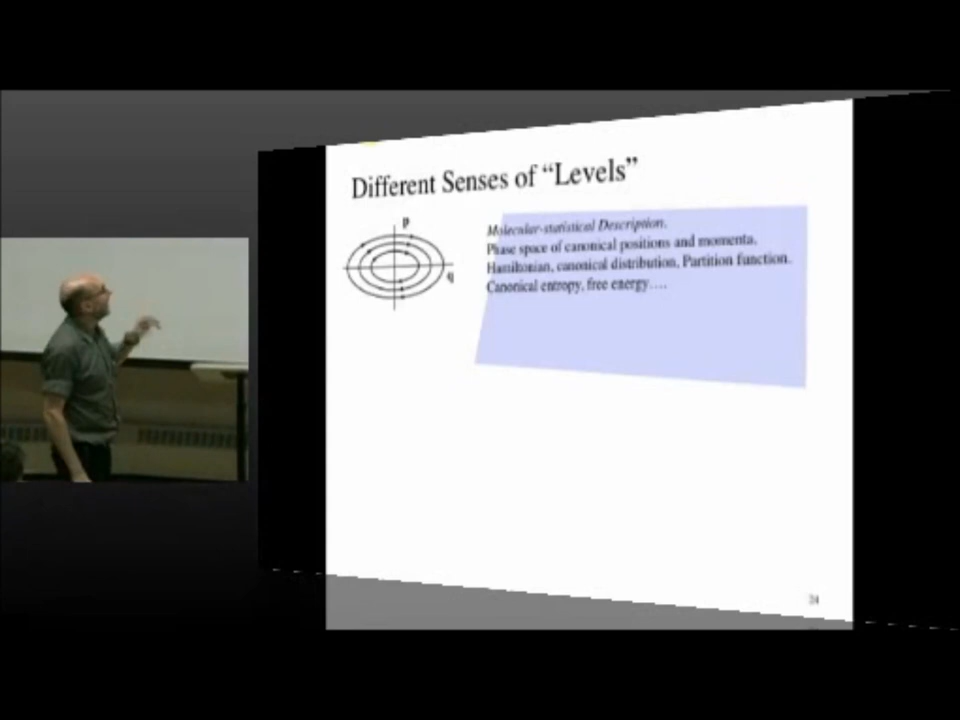 Different Senses of “Levels”
p
q
Molecular-statistical Description.
Phase space of canonical positions and momenta.
Hamiltonian, canonical distribution, Partition function.
Canonical entropy, free energy….
24